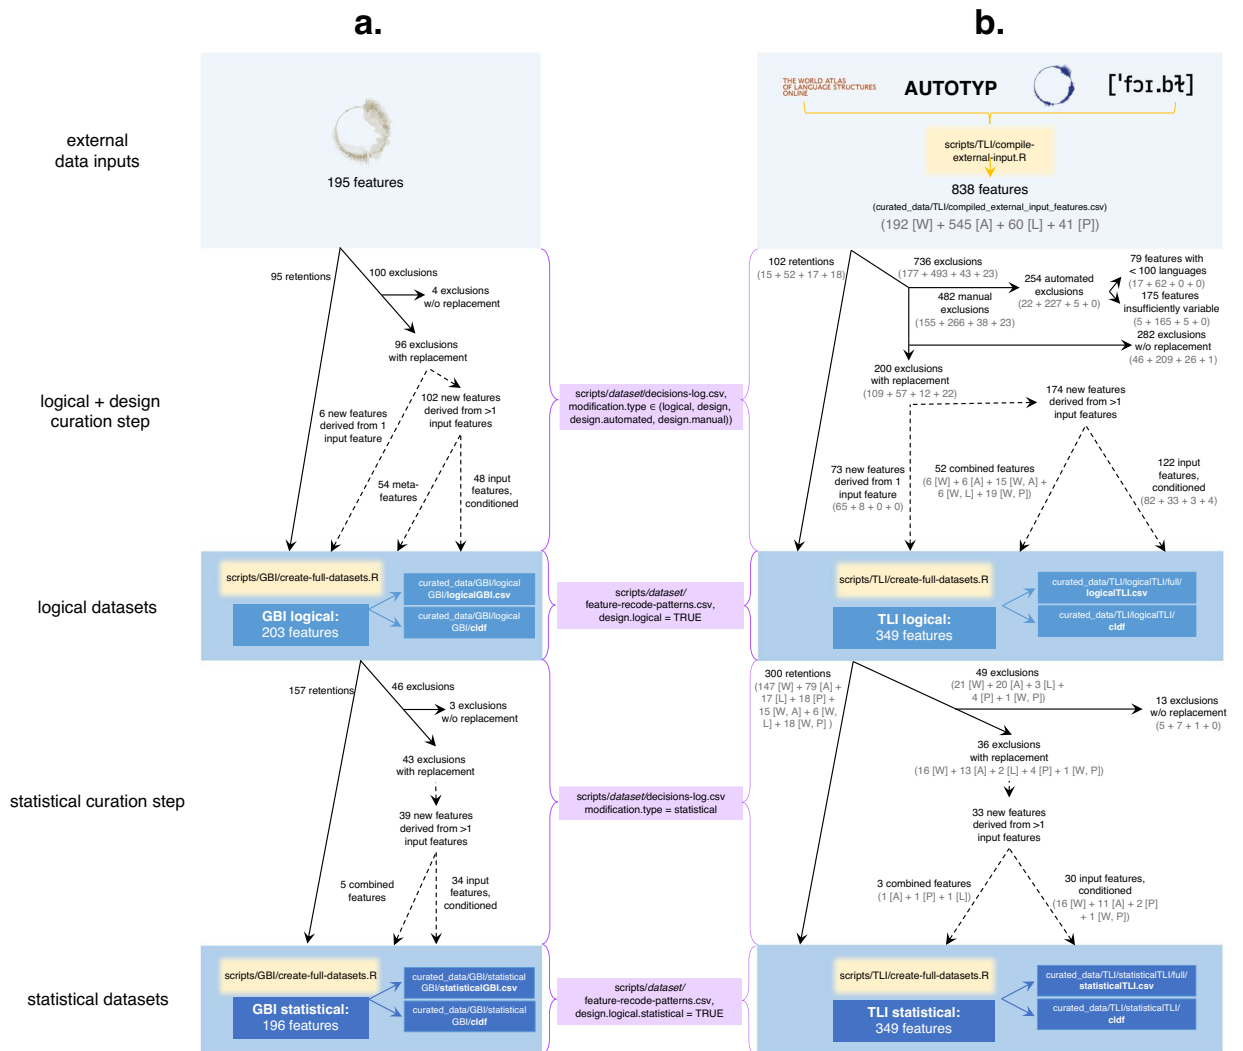 a.
b.
external
data inputs
195 features
THE WORLD ATLAS
OF LANGUAGE STRUCTURES
ONLINE
AUTOTYP
[ˈfɔɪ.bɫ]
scripts/TLI/compile-
external-input.R
838 features
(curated_data/TLI/compiled_external_input_features.csv)
(192 [W] + 545 [A] + 60 [L] + 41 [P])
logical + design
curation step
95 retentions
100 exclusions
4 exclusions
w/o replacement
96 exclusions
with replacement
6 new features
derived from 1
input feature
102 new features
derived from >1
input features
54 meta-
features
48 input
features,
conditioned
scripts/dataset/decisions-log.csv,
modification.type ∈ (logical, design,
design.automated, design.manual))
102 retentions
(15 + 52 + 17 + 18)
736 exclusions
(177 + 493 + 43 + 23)
254 automated
exclusions
(22 + 227 + 5 + 0)
79 features with
< 100 languages
(17 + 62 + 0 + 0)
175 features
insufficiently variable
(5 + 165 + 5 + 0)
482 manual
exclusions
(155 + 266 + 38 + 23)
282 exclusions
w/o replacement
(46 + 209 + 26 + 1)
200 exclusions
with replacement
(109 + 57 + 12 + 22)
174 new features
derived from >1
input features
73 new features
derived from 1
input feature
(65 + 8 + 0 + 0)
52 combined features
(6 [W] + 6 [A] + 15 [W, A] +
6 [W, L] + 19 [W, P])
122 input
features,
conditioned
(82 + 33 + 3 + 4)
logical datasets
scripts/GBI/create-full-datasets.R
GBI logical:
203 features
curated_data/GBI/logical
GBI/logicalGBI.csv
curated_data/GBI/logical
GBI/cldf
scripts/dataset/
feature-recode-patterns.csv,
design.logical = TRUE
scripts/TLI/create-full-datasets.R
TLI logical:
349 features
curated_data/TLI/logicalTLI/full/
logicalTLI.csv
curated_data/TLI/logicalTLI/
cldf
statistical curation step
157 retentions
46 exclusions
3 exclusions
w/o replacement
43 exclusions
with replacement
39 new features
derived from >1
input features
5 combined
features
34 input
features,
conditioned
scripts/dataset/decisions-log.csv
modification.type = statistical
300 retentions
(147 [W] + 79 [A] +
17 [L] + 18 [P] +
15 [W, A] + 6 [W,
L] + 18 [W, P] )
49 exclusions
(21 [W] + 20 [A] + 3 [L] +
4 [P] + 1 [W, P])
13 exclusions
w/o replacement
(5 + 7 + 1 + 0)
36 exclusions
with replacement
(16 [W] + 13 [A] + 2 [L] + 4 [P] + 1 [W, P])
33 new features
derived from >1
input features
3 combined features
(1 [A] + 1 [P] + 1 [L])
30 input features,
conditioned
(16 [W] + 11 [A] + 2 [P]
+ 1 [W, P])
statistical datasets
scripts/GBI/create-full-datasets.R
GBI statistical:
196 features
curated_data/GBI/statistical
GBI/statisticalGBI.csv
curated_data/GBI/statistical
GBI/cldf
scripts/dataset/
feature-recode-patterns.csv,
design.logical.statistical = TRUE
scripts/TLI/create-full-datasets.R
TLI statistical:
349 features
curated_data/TLI/statisticalTLI/full/
statisticalTLI.csv
curated_data/TLI/statisticalTLI/
cldf